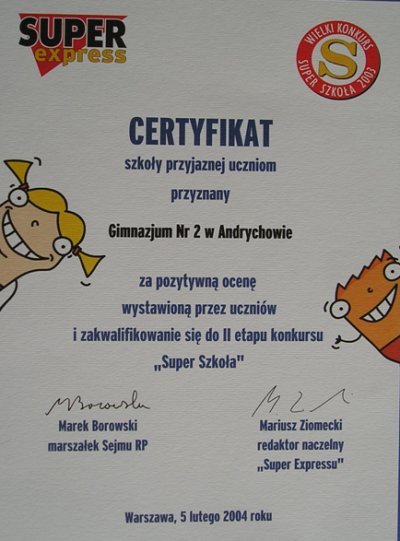 SUPER
express
WIELKI KONKURS
SUPER SZKOŁA 2003
S
CERTYFIKAT
szkoły przyjaznej uczniom
przyznany
Gimnazjum Nr 2 w Andrychowie
za pozytywną ocenę
wystawioną przez uczniów
i zakwalifikowanie się do II etapu konkursu
„Super Szkoła"
Marek Borowski
marszałek Sejmu RP
Mariusz Ziomecki
redaktor naczelny
„Super Expressu"
Warszawa, 5 lutego 2004 roku